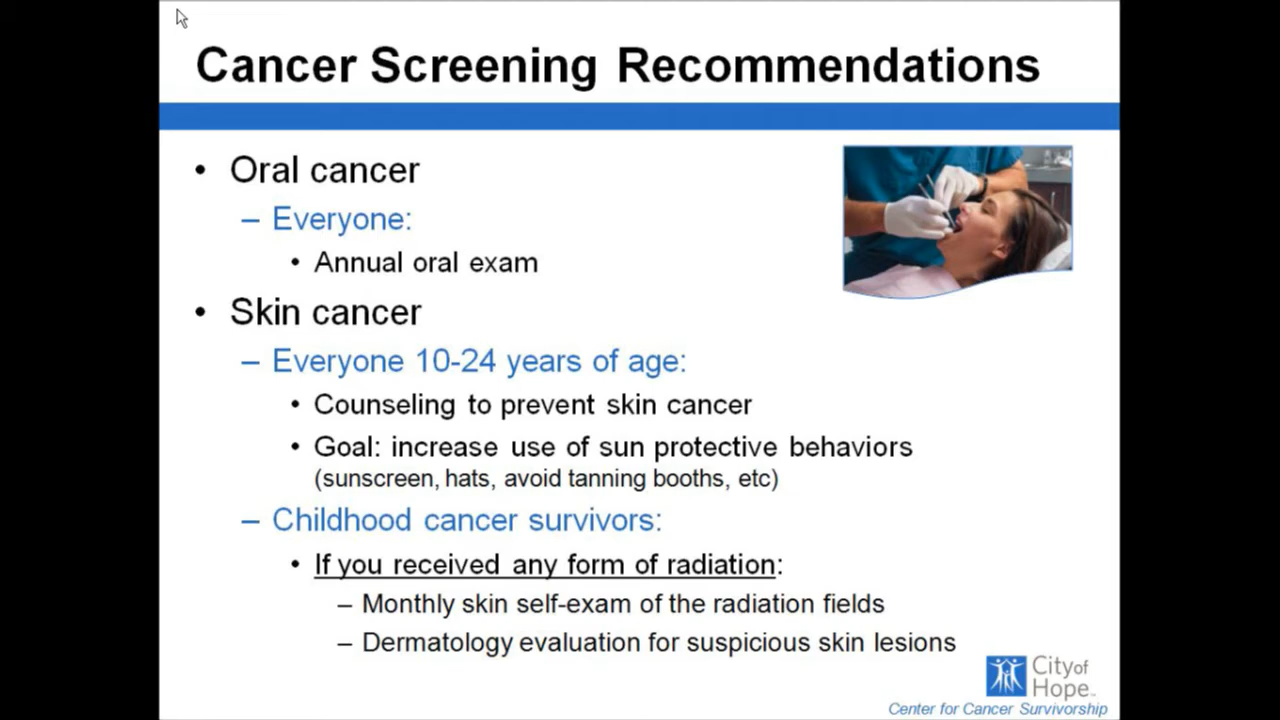 Cancer Screening Recommendations
• Oral cancer
– Everyone:
• Annual oral exam
• Skin cancer
– Everyone 10-24 years of age:
• Counseling to prevent skin cancer
• Goal: increase use of sun protective behaviors
(sunscreen, hats, avoid tanning booths, etc)
– Childhood cancer survivors:
• If you received any form of radiation:
– Monthly skin self-exam of the radiation fields
– Dermatology evaluation for suspicious skin lesions
City of
Hope™
Center for Cancer Survivorship